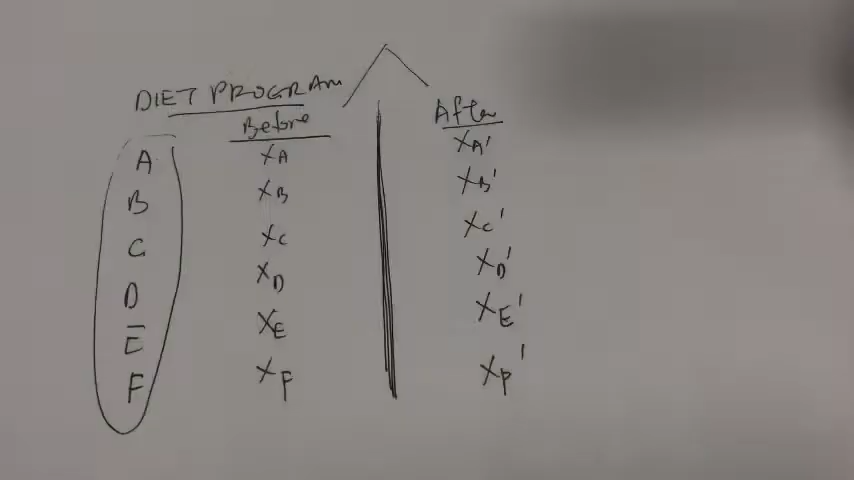 DIET PROGRAM
Before After
A XA XA'
B XB XB'
C XC XC'
D XD XD'
E XE XE'
F XF XF'